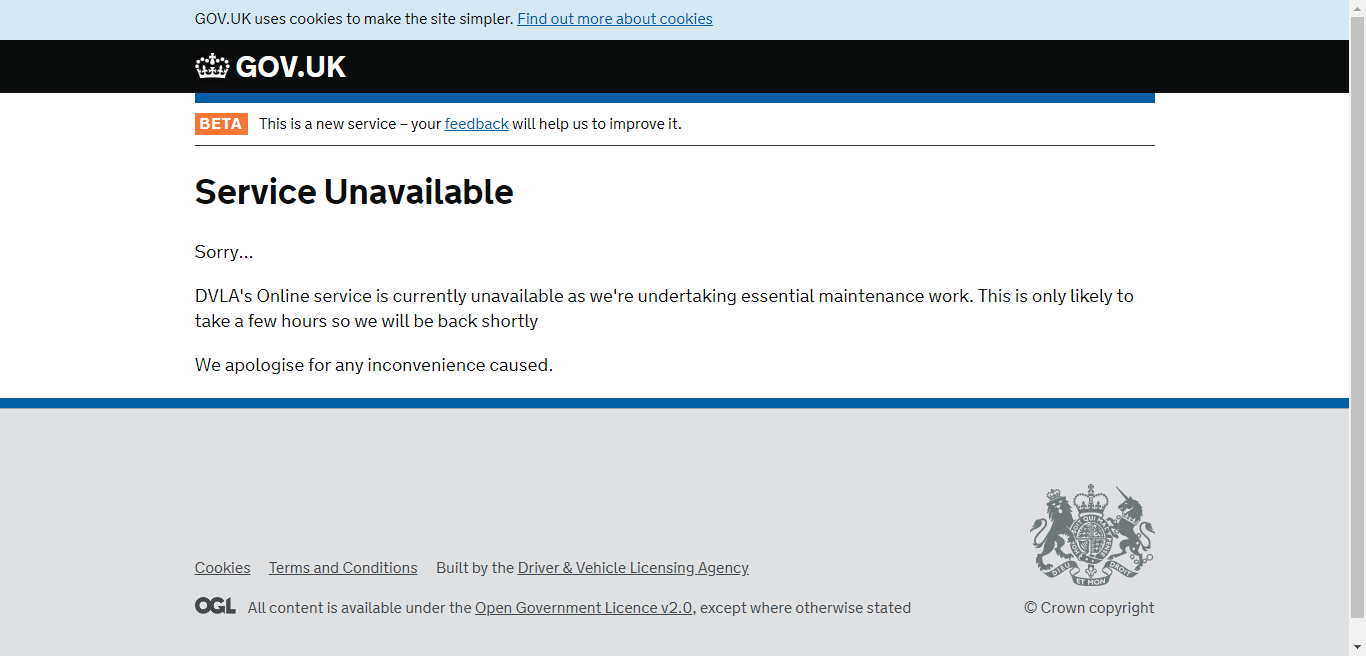 GOV.UK uses cookies to make the site simpler. Find out more about cookies
GOV.UK
BETA This is a new service – your feedback will help us to improve it.
Service Unavailable
Sorry...
DVLA's Online service is currently unavailable as we're undertaking essential maintenance work. This is only likely to
take a few hours so we will be back shortly
We apologise for any inconvenience caused.
Cookies Terms and Conditions Built by the Driver & Vehicle Licensing Agency
DIEU ET MON DROIT
OGL All content is available under the Open Government Licence v2.0, except where otherwise stated
© Crown copyright